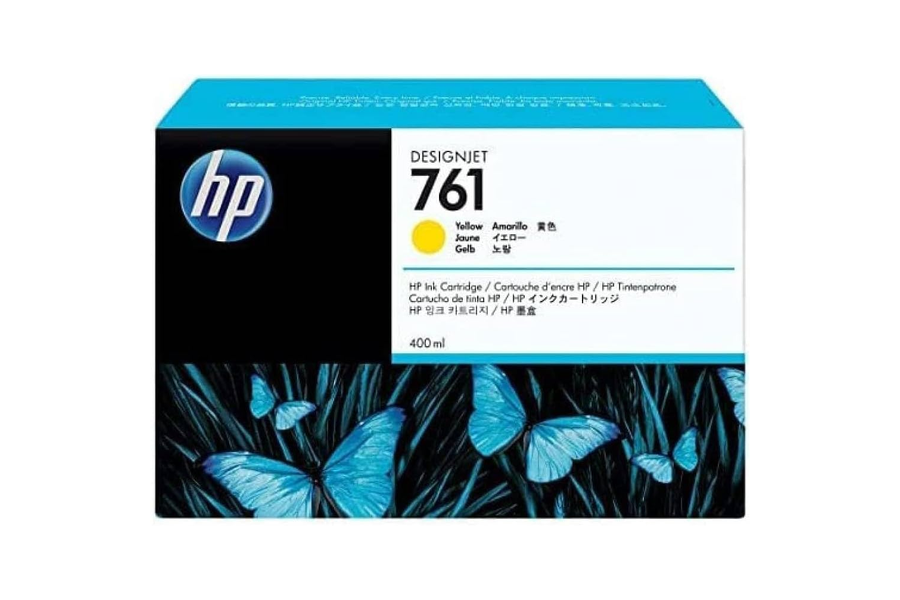 hp
DESIGNJET
761
Yellow Amarillo 黄色
Jaune イエロー
Gelb 노랑
HP Ink Cartridge / Cartouche d'encre HP / HP Tintenpatrone
Cartucho de tinta HP / HP インクカートリッジ
HP 잉크 카트리지 / HP 墨盒
400 ml